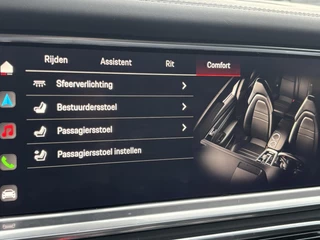 Rijden Assistent Rit Comfort
Sfeerverlichting
Bestuurdersstoel
Passagiersstoel
Passagiersstoel instellen